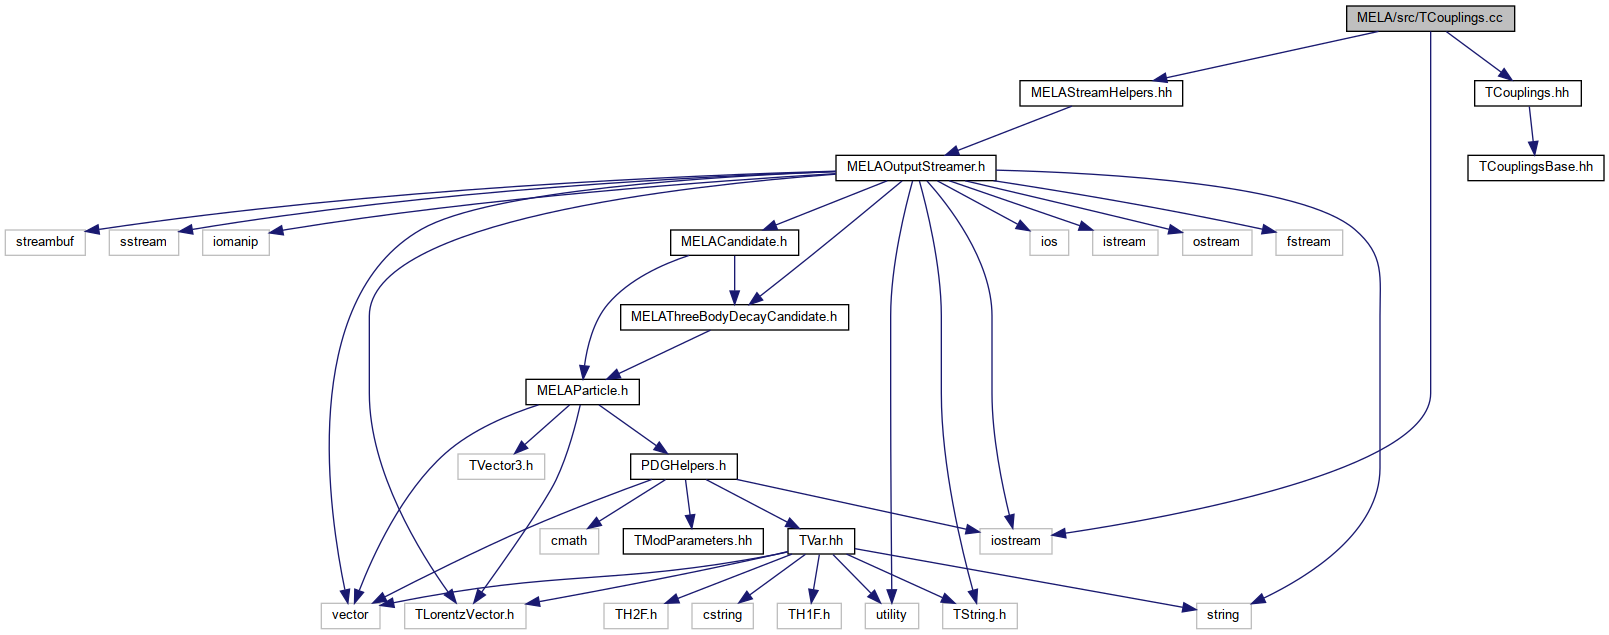 MELA/src/TCouplings.cc
MELAStreamHelpers.hh
TCouplings.hh
MELAOutputStreamer.h
TCouplingsBase.hh
streambuf
sstream
iomanip
MELACandidate.h
ios
istream
ostream
fstream
MELAThreeBodyDecayCandidate.h
MELAParticle.h
TVector3.h
PDGHelpers.h
cmath
TModParameters.hh
TVar.hh
iostream
vector
TLorentzVector.h
TH2F.h
cstring
TH1F.h
utility
TString.h
string